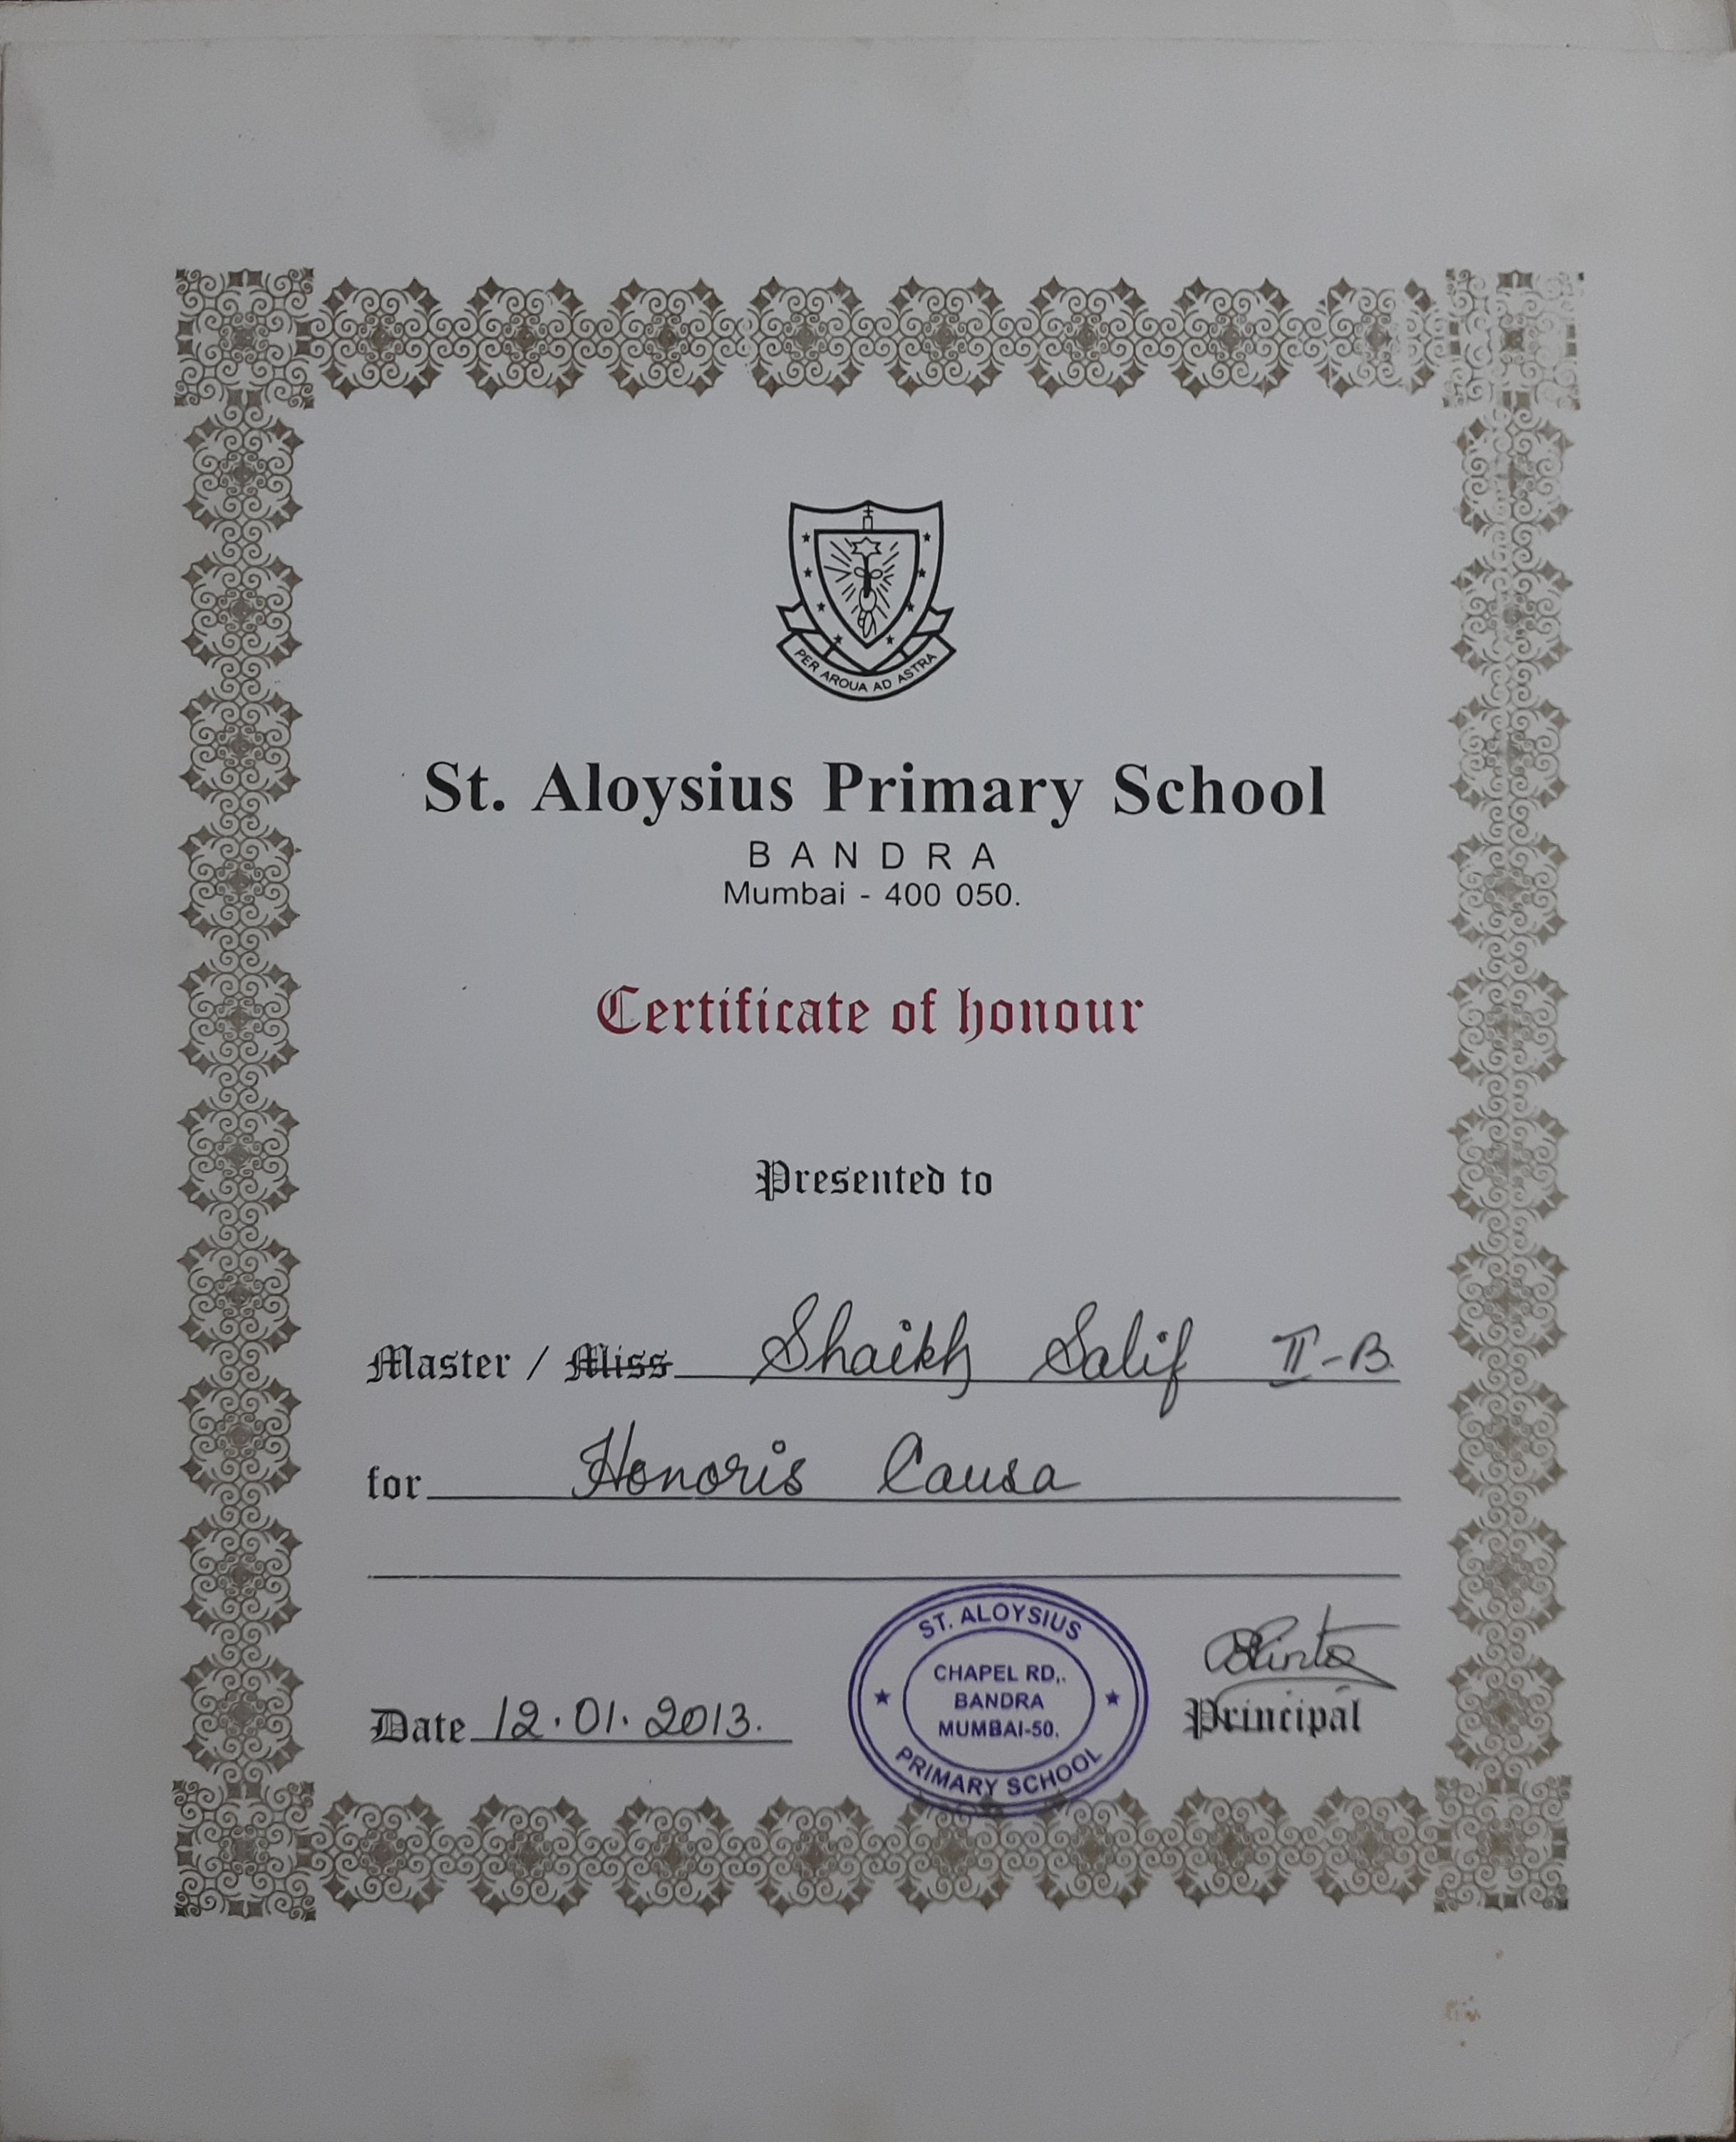 PER AROUA AD ASTRA
St. Aloysius Primary School
BANDRA
Mumbai - 400 050.
Certificate of honour
Presented to
Master / Miss Shaikh Salif II-B.
for Honoris Causa
ST. ALOYSIUS
CHAPEL RD,.
BANDRA
MUMBAI-50.
PRIMARY SCHOOL
Date 12.01.2013.
Principal